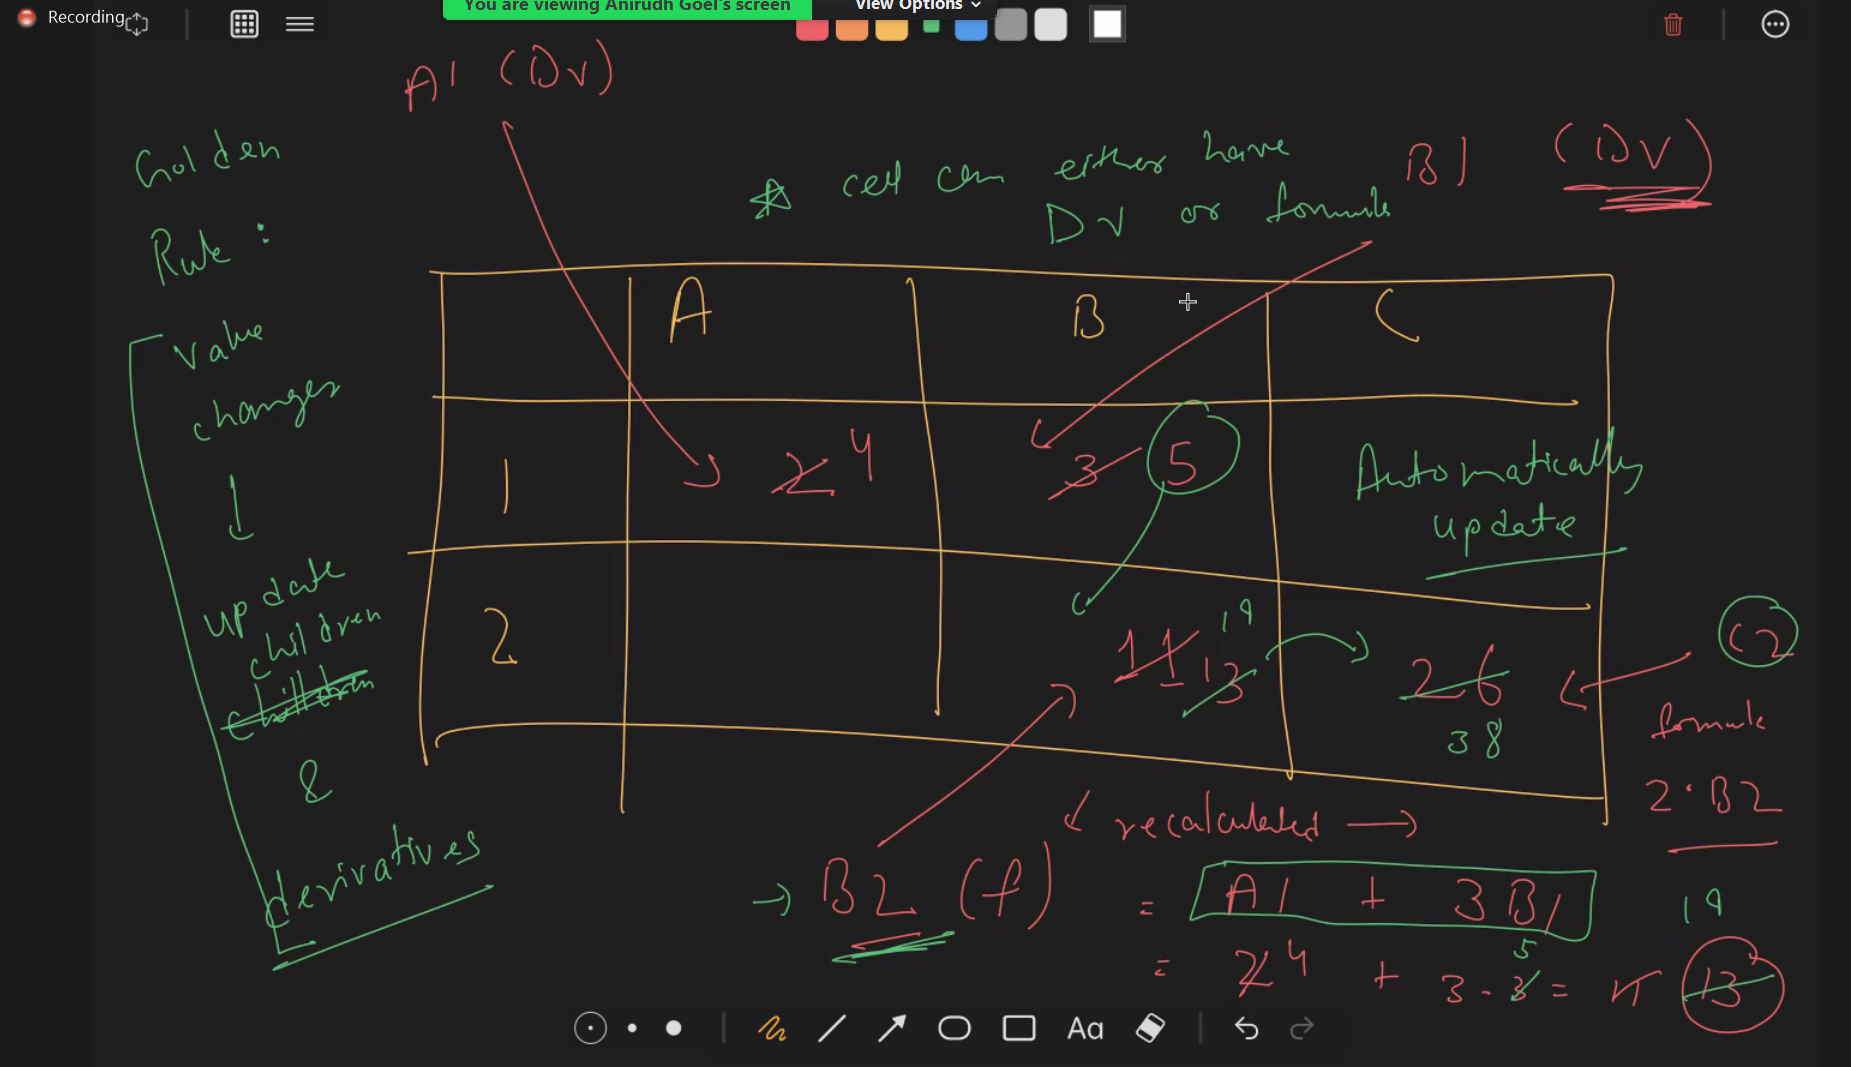 Recording
You are viewing Anirudh Goel's screen
View Options
A1 (DV)
Golden
Rule :
value
changes
↓
update
children
&
derivatives
☆ cell can either have
DV or formula
B1 (DV)
A B C
1 2 4 3 5
Automatically
update
2 11 13 19 26
38
C2
formula
2·B2
← recalculated →
→ B2 (f) = A1 + 3B1
19
5
= 2 4 + 3 · 3 = 11 13
Aa